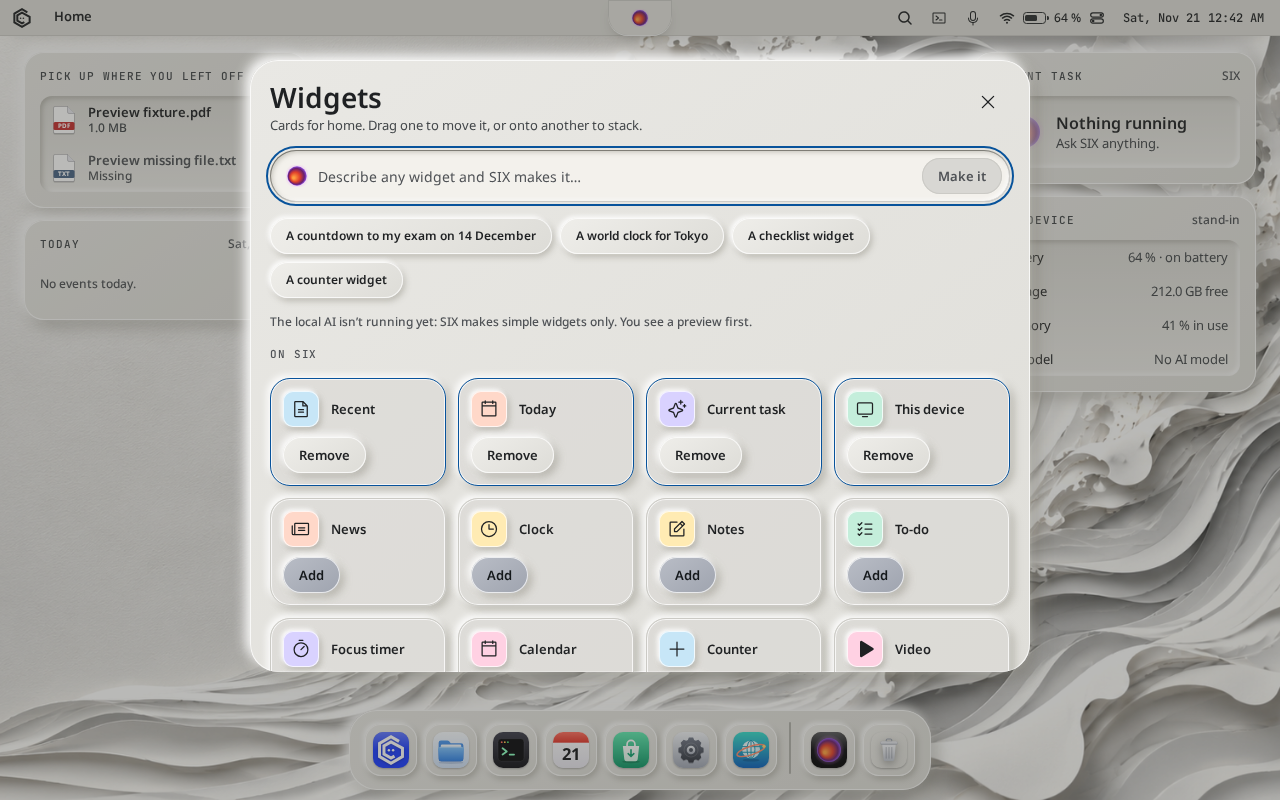 Home
64 %
Sat, Nov 21 12:42 AM
PICK UP WHERE YOU LEFT OFF
Preview fixture.pdf
1.0 MB
PDF
Preview missing file.txt
Missing
TXT
TODAY
Sat,
No events today.
Widgets
Cards for home. Drag one to move it, or onto another to stack.
Describe any widget and SIX makes it…
Make it
A countdown to my exam on 14 December
A world clock for Tokyo
A checklist widget
A counter widget
The local AI isn't running yet: SIX makes simple widgets only. You see a preview first.
ON SIX
Recent
Remove
Today
Remove
Current task
Remove
This device
Remove
News
Add
Clock
Add
Notes
Add
To-do
Add
Focus timer
Calendar
Counter
Video
TASK
SIX
Nothing running
Ask SIX anything.
DEVICE
stand-in
64 % · on battery
212.0 GB free
41 % in use
No AI model
21